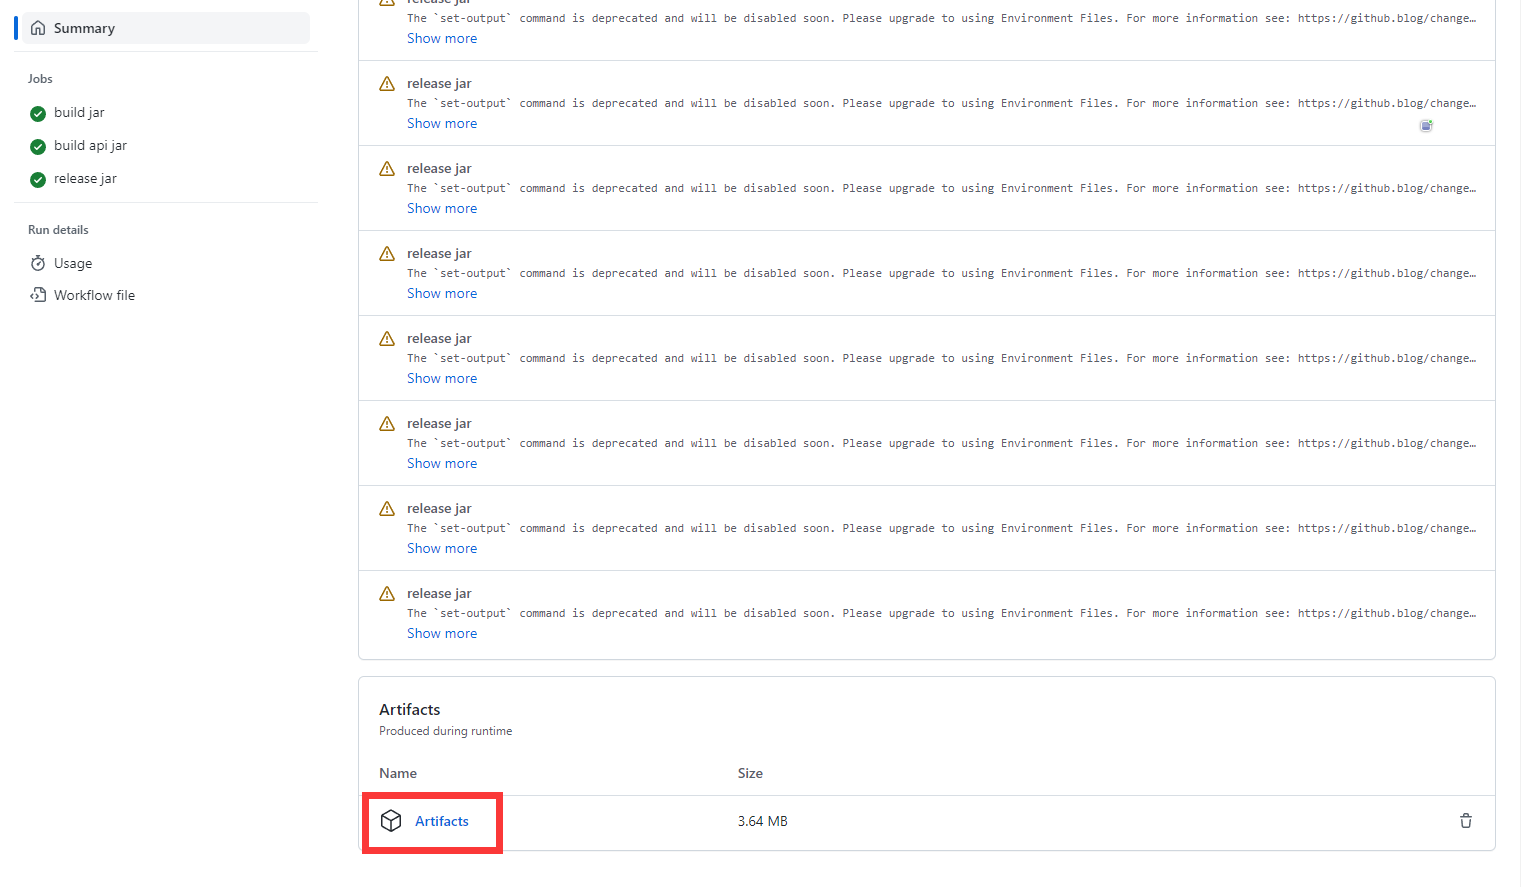 Summary
Jobs
build jar
build api jar
release jar
Run details
Usage
Workflow file
release jar
The `set-output` command is deprecated and will be disabled soon. Please upgrade to using Environment Files. For more information see: https://github.blog/change…
Show more
release jar
The `set-output` command is deprecated and will be disabled soon. Please upgrade to using Environment Files. For more information see: https://github.blog/change…
Show more
release jar
The `set-output` command is deprecated and will be disabled soon. Please upgrade to using Environment Files. For more information see: https://github.blog/change…
Show more
release jar
The `set-output` command is deprecated and will be disabled soon. Please upgrade to using Environment Files. For more information see: https://github.blog/change…
Show more
release jar
The `set-output` command is deprecated and will be disabled soon. Please upgrade to using Environment Files. For more information see: https://github.blog/change…
Show more
release jar
The `set-output` command is deprecated and will be disabled soon. Please upgrade to using Environment Files. For more information see: https://github.blog/change…
Show more
release jar
The `set-output` command is deprecated and will be disabled soon. Please upgrade to using Environment Files. For more information see: https://github.blog/change…
Show more
release jar
The `set-output` command is deprecated and will be disabled soon. Please upgrade to using Environment Files. For more information see: https://github.blog/change…
Show more
Artifacts
Produced during runtime
Name Size
Artifacts 3.64 MB